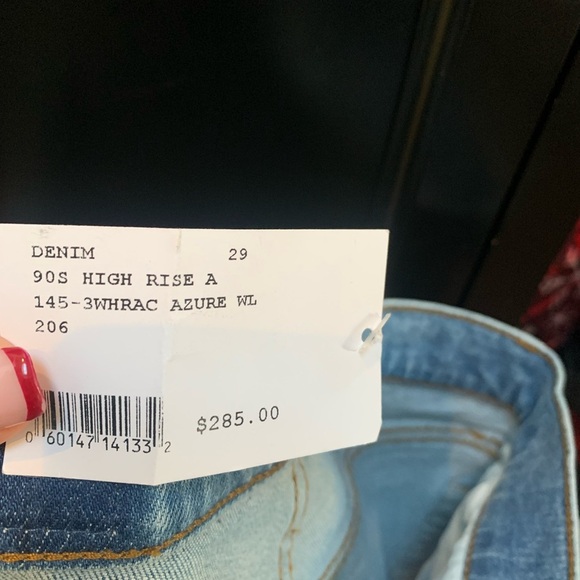 DENIM 29
90S HIGH RISE A
145-3WHRAC AZURE WL
206
$285.00
0 60147 14133 2